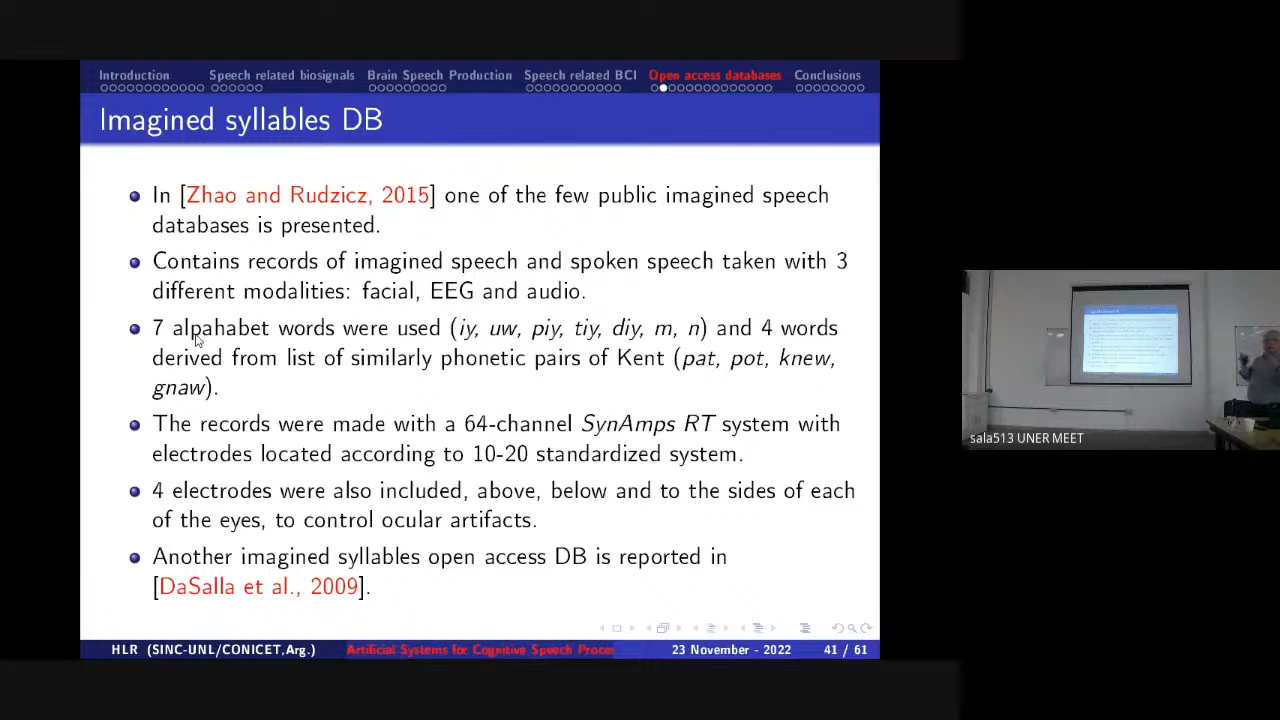 Introduction Speech related biosignals Brain Speech Production Speech related BCI Open access databases Conclusions
Imagined syllables DB
In [Zhao and Rudzicz, 2015] one of the few public imagined speech
databases is presented.
Contains records of imagined speech and spoken speech taken with 3
different modalities: facial, EEG and audio.
7 alpahabet words were used (iy, uw, piy, tiy, diy, m, n) and 4 words
derived from list of similarly phonetic pairs of Kent (pat, pot, knew,
gnaw).
The records were made with a 64-channel SynAmps RT system with
electrodes located according to 10-20 standardized system.
4 electrodes were also included, above, below and to the sides of each
of the eyes, to control ocular artifacts.
Another imagined syllables open access DB is reported in
[DaSalla et al., 2009].
HLR (SINC-UNL/CONICET,Arg.) Artificial Systems for Cognitive Speech Proce 23 November - 2022 41 / 61
sala513 UNER MEET